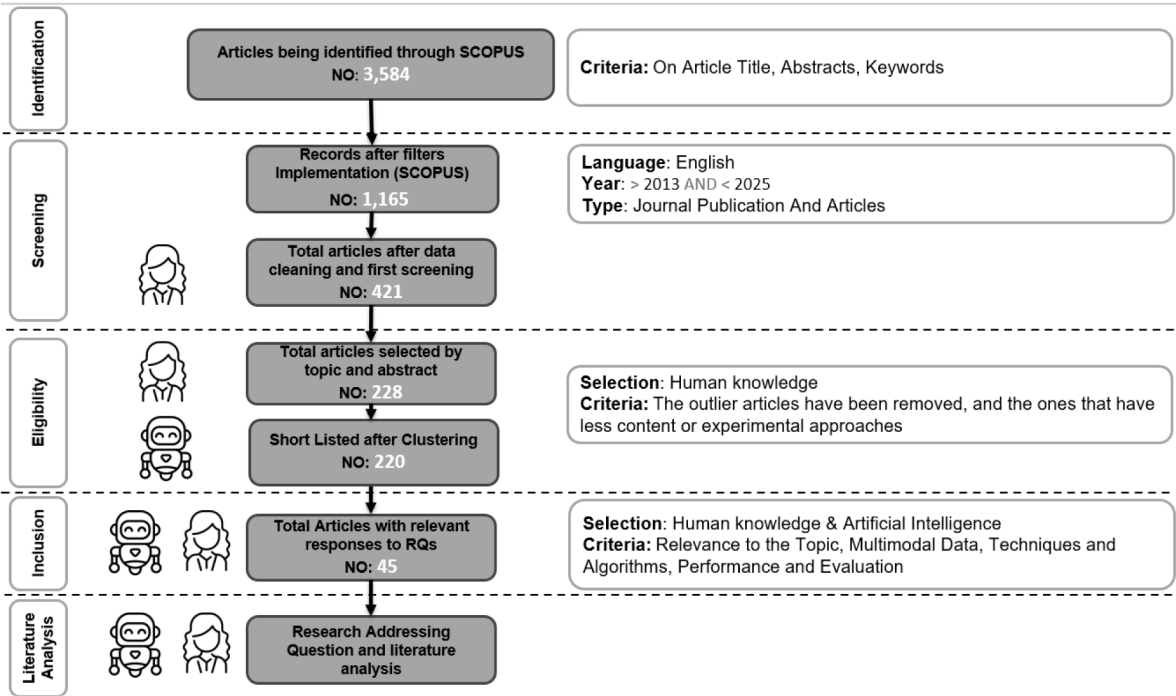 Identification
Articles being identified through SCOPUS
NO: 3,584
Criteria: On Article Title, Abstracts, Keywords
Screening
Records after filters
Implementation (SCOPUS)
NO: 1,165
Language: English
Year: > 2013 AND < 2025
Type: Journal Publication And Articles
Total articles after data
cleaning and first screening
NO: 421
Eligibility
Total articles selected by
topic and abstract
NO: 228
Selection: Human knowledge
Criteria: The outlier articles have been removed, and the ones that have
less content or experimental approaches
Short Listed after Clustering
NO: 220
Inclusion
Total Articles with relevant
responses to RQs
NO: 45
Selection: Human knowledge & Artificial Intelligence
Criteria: Relevance to the Topic, Multimodal Data, Techniques and
Algorithms, Performance and Evaluation
Literature
Analysis
Research Addressing
Question and literature
analysis